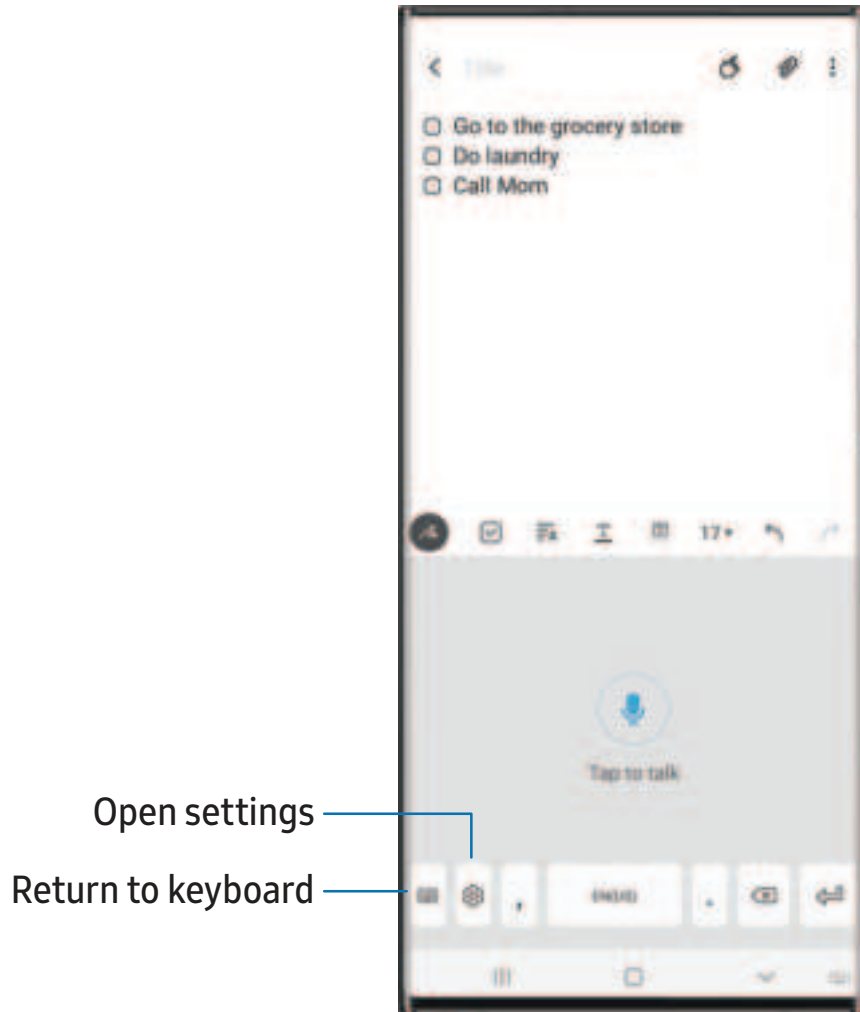 Title
Go to the grocery store
Do laundry
Call Mom
17
Tap to talk
Open settings
Return to keyboard
,
.